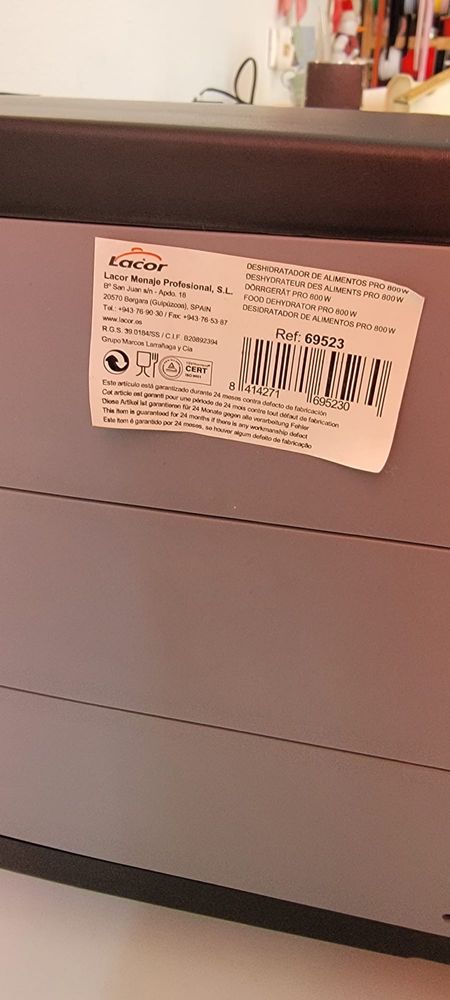 Lacor
Lacor Menaje Profesional, S.L.
Bº San Juan s/n - Apdo. 18
20570 Bergara (Guipúzcoa), SPAIN
Tel.: +943-76-90-30 / Fax: +943-76-53-87
www.lacor.es
R.G.S. 39.0184/SS / C.I.F. B20892394
Grupo Marcos Larrañaga y Cia
CERT
ISO 9001
DESHIDRATADOR DE ALIMENTOS PRO 800W
DESHYDRATEUR DES ALIMENTS PRO 800W
DÖRRGERÄT PRO 800W
FOOD DEHYDRATOR PRO 800W
DESIDRATADOR DE ALIMENTOS PRO 800W
Ref: 69523
8 414271 695230
Este artículo está garantizado durante 24 meses contra defecto de fabricación
Cet article est garanti pour une période de 24 mois contre tout défaut de fabrication
Diese Artikel ist garantieren für 24 Monate gegen alle verarbeitung Fehler
This item is guaranteed for 24 months if there is any workmanship defect
Este item é garantido por 24 meses, se houver algum defeito de fabricação